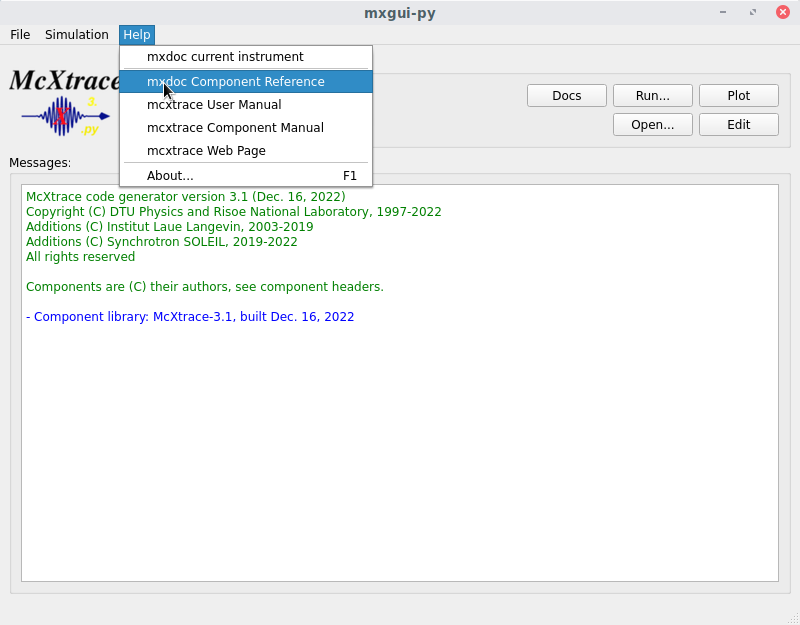 mxgui-py
File Simulation Help
mxdoc current instrument
mxdoc Component Reference
mcxtrace User Manual
mcxtrace Component Manual
mcxtrace Web Page
About... F1
McXtrace
3.
X
.py
Docs Run... Plot
Open... Edit
Messages:
McXtrace code generator version 3.1 (Dec. 16, 2022)
Copyright (C) DTU Physics and Risoe National Laboratory, 1997-2022
Additions (C) Institut Laue Langevin, 2003-2019
Additions (C) Synchrotron SOLEIL, 2019-2022
All rights reserved
Components are (C) their authors, see component headers.
- Component library: McXtrace-3.1, built Dec. 16, 2022